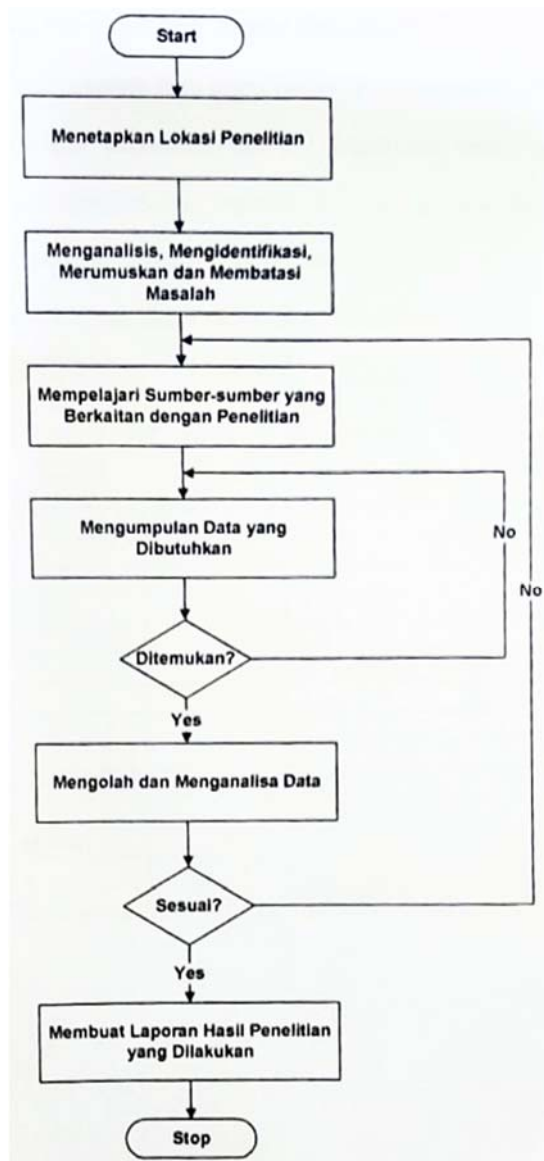 Start
Menetapkan Lokasi Penelitian
Menganalisis, Mengidentifikasi,
Merumuskan dan Membatasi
Masalah
Mempelajari Sumber-sumber yang
Berkaitan dengan Penelitian
Mengumpulan Data yang
Dibutuhkan
No
No
Ditemukan?
Yes
Mengolah dan Menganalisa Data
Sesuai?
Yes
Membuat Laporan Hasil Penelitian
yang Dilakukan
Stop